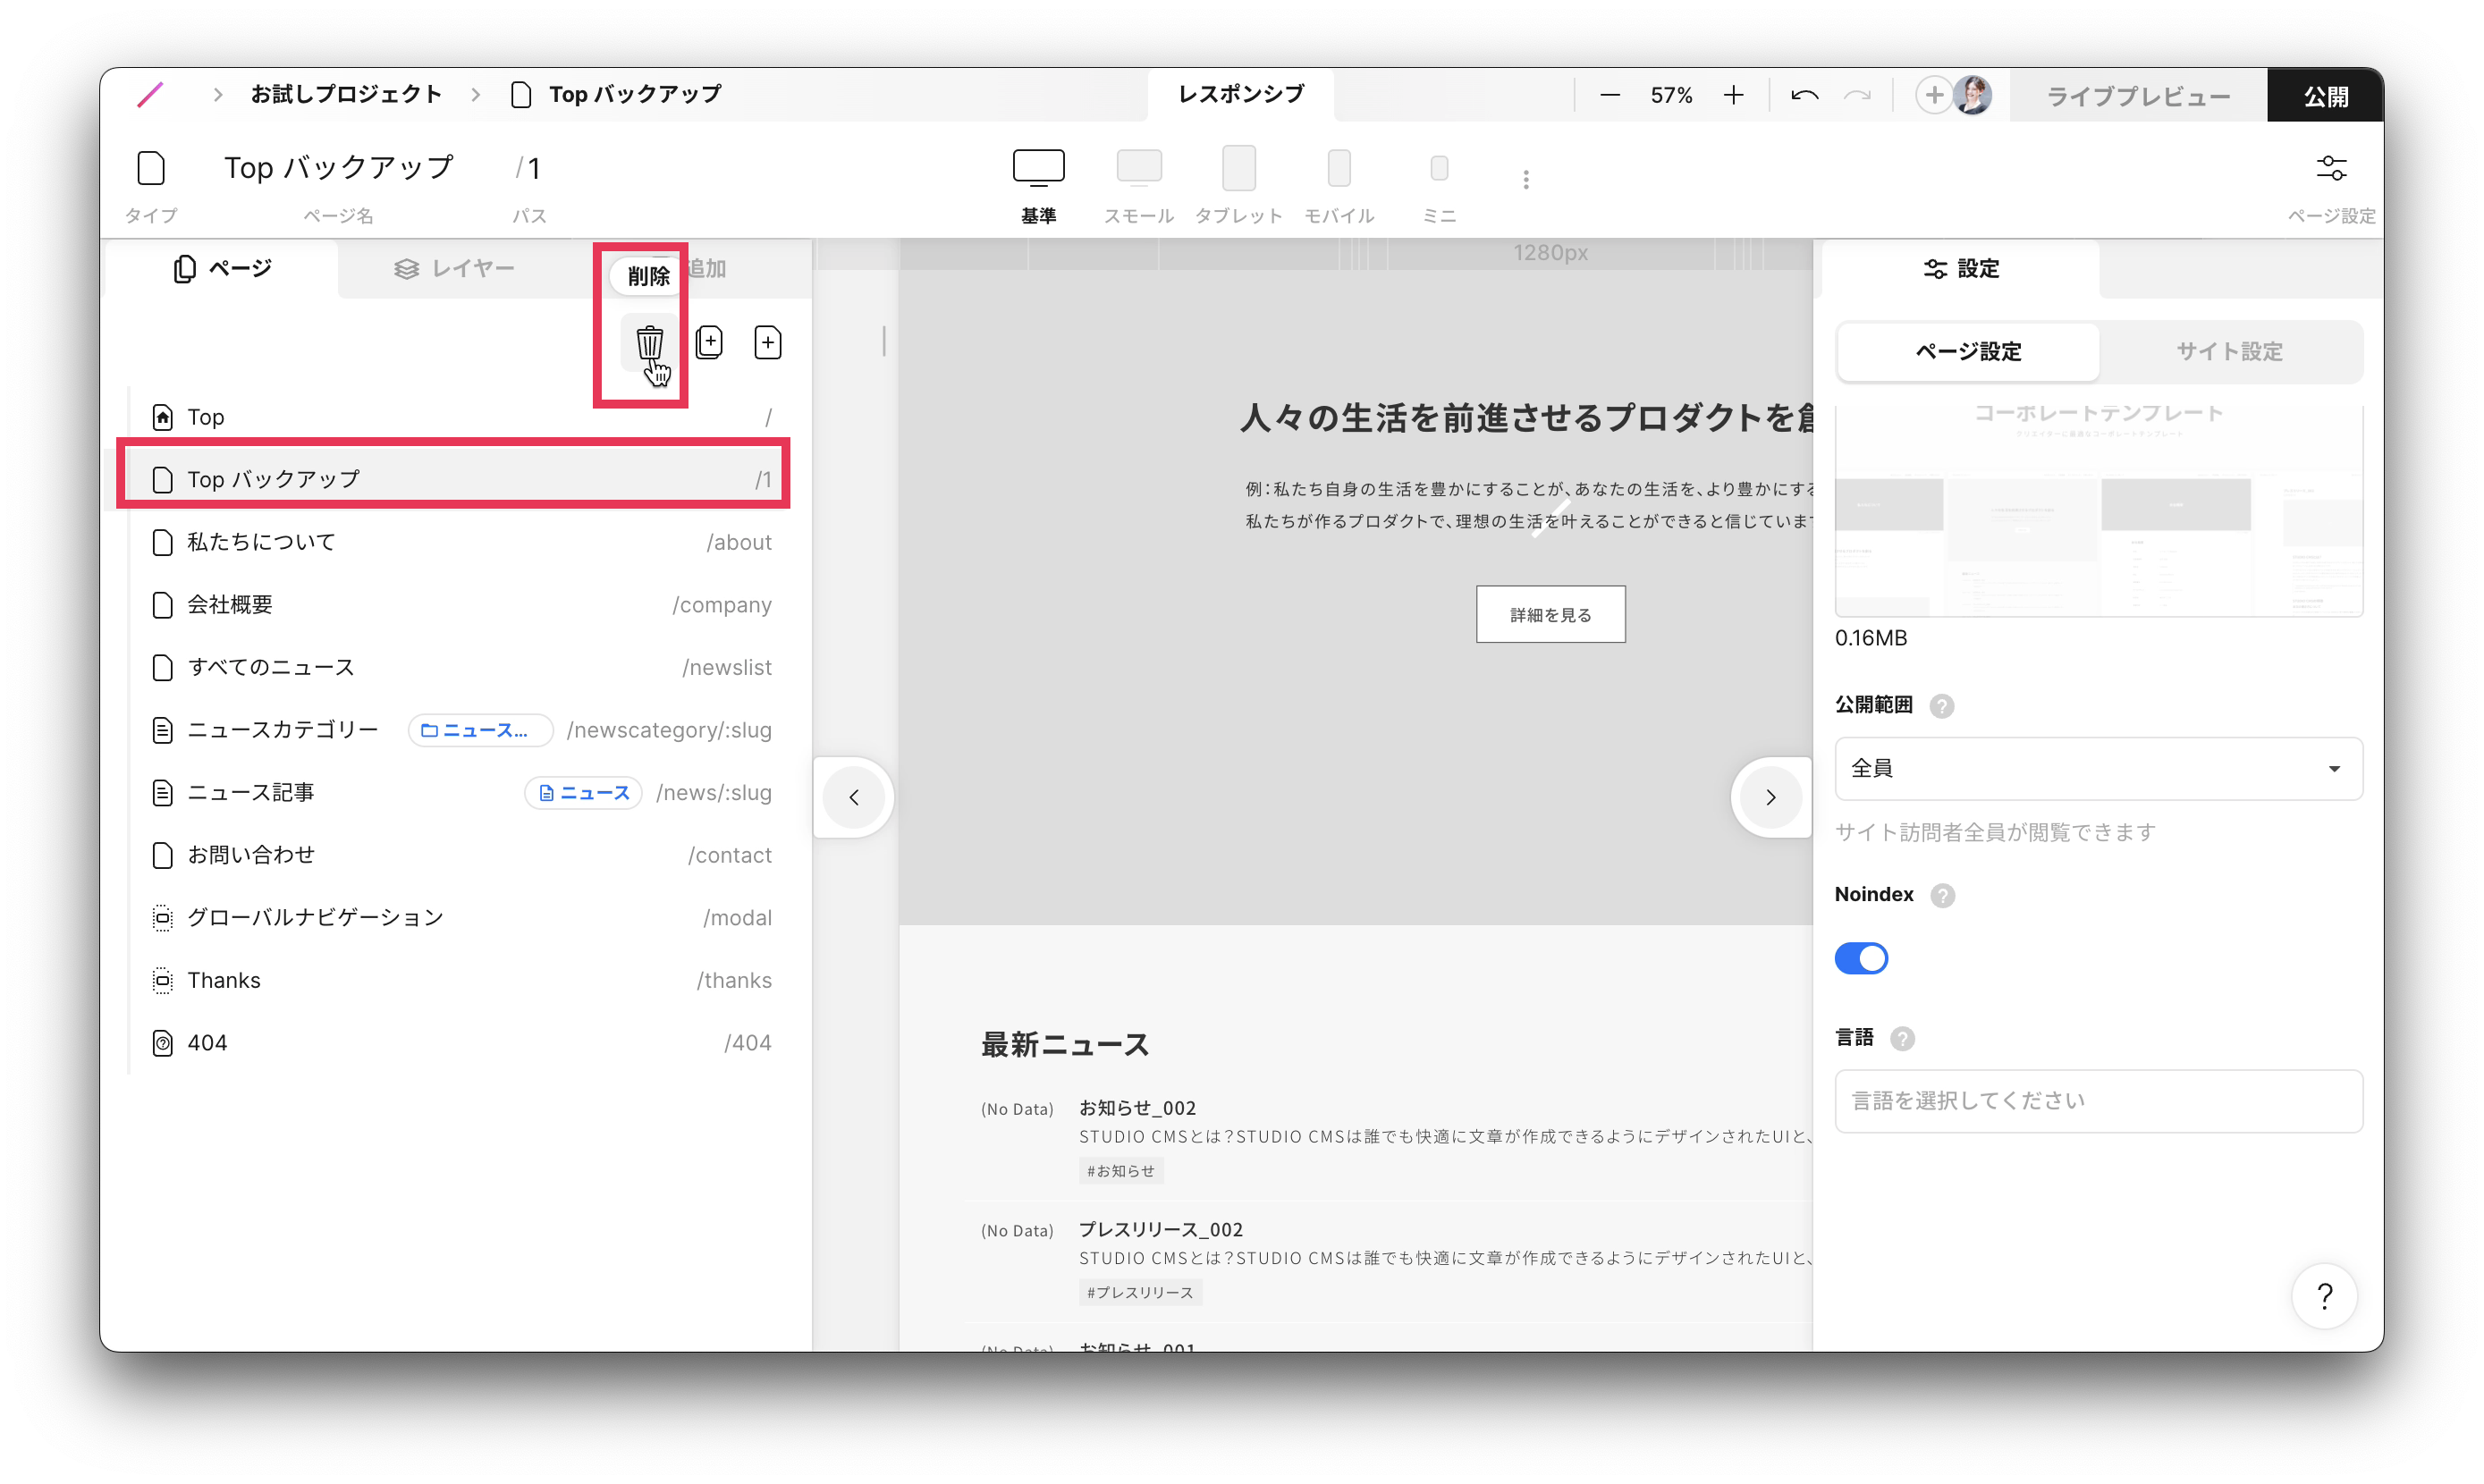 お試しプロジェクト
Top バックアップ
レスポンシブ
57%
ライブプレビュー
公開
Top バックアップ
/1
タイプ
ページ名
パス
基準
スモール
タブレット
モバイル
ミニ
ページ設定
ページ
レイヤー
削除
追加
Top
/
Top バックアップ
/1
私たちについて
/about
会社概要
/company
すべてのニュース
/newslist
ニュースカテゴリー
ニュース...
/newscategory/:slug
ニュース記事
ニュース
/news/:slug
お問い合わせ
/contact
グローバルナビゲーション
/modal
Thanks
/thanks
404
/404
1280px
人々の生活を前進させるプロダクトを創
例：私たち自身の生活を豊かにすることが、あなたの生活を、より豊かにする
私たちが作るプロダクトで、理想の生活を叶えることができると信じていま
詳細を見る
最新ニュース
(No Data)
お知らせ_002
STUDIO CMSとは？STUDIO CMSは誰でも快適に文章が作成できるようにデザインされたUIと、
#お知らせ
(No Data)
プレスリリース_002
STUDIO CMSとは？STUDIO CMSは誰でも快適に文章が作成できるようにデザインされたUIと、
#プレスリリース
(No Data)
お知らせ_001
設定
ページ設定
サイト設定
コーポレートテンプレート
クリエイターに最適なコーポレートテンプレート
0.16MB
公開範囲
?
全員
サイト訪問者全員が閲覧できます
Noindex
?
言語
?
言語を選択してください
?